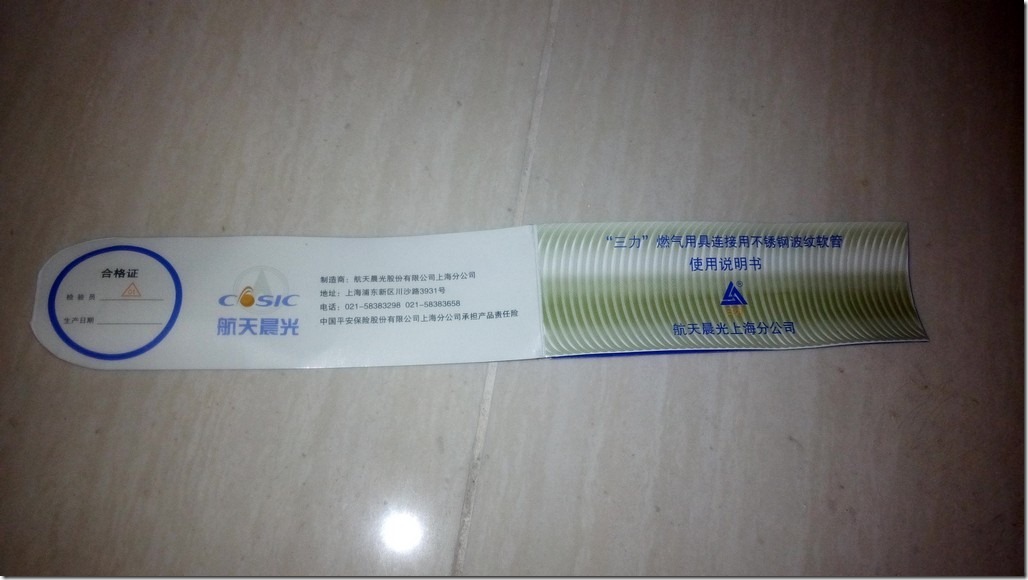 合格证
检验员
生产日期
COSIC
航天晨光
制造商：航天晨光股份有限公司上海分公司
地址：上海浦东新区川沙路3931号
电话：021-58383298 021-58383658
中国平安保险股份有限公司上海分公司承担产品责任险
“三力”燃气用具连接用不锈钢波纹软管
使用说明书
航天晨光上海分公司